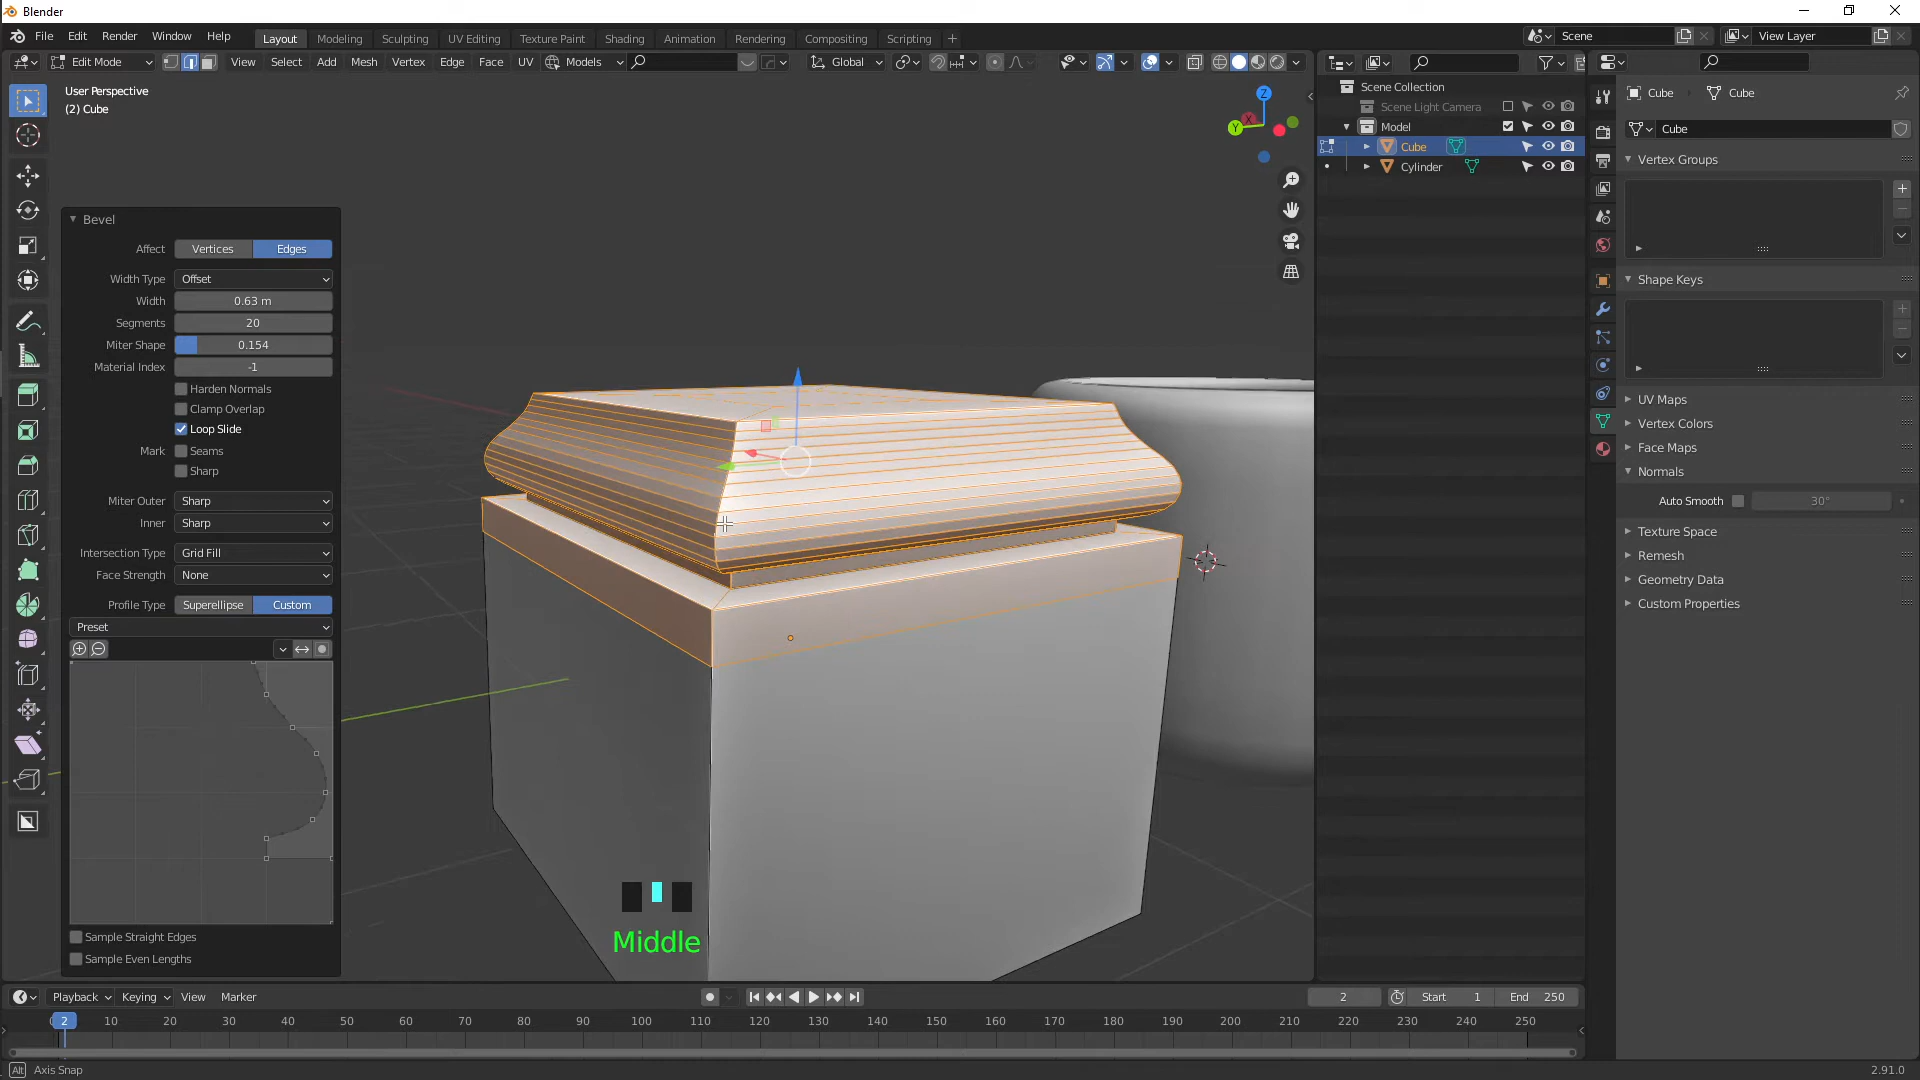 Blender
File Edit Render Window Help
Layout Modeling Sculpting UV Editing Texture Paint Shading Animation Rendering Compositing Scripting
Scene
View Layer
Edit Mode
View Select Add Mesh Vertex Edge Face UV
Models
Global
User Perspective
(2) Cube
Z
X
Y
Bevel
Affect Vertices Edges
Width Type Offset
Width 0.63 m
Segments 20
Miter Shape 0.154
Material Index -1
Harden Normals
Clamp Overlap
Loop Slide
Mark Seams
Sharp
Miter Outer Sharp
Inner Sharp
Intersection Type Grid Fill
Face Strength None
Profile Type Superellipse Custom
Preset
Sample Straight Edges
Sample Even Lengths
Middle
Scene Collection
Scene Light Camera
Model
Cube
Cylinder
Cube Cube
Cube
Vertex Groups
Shape Keys
UV Maps
Vertex Colors
Face Maps
Normals
Auto Smooth 30°
Texture Space
Remesh
Geometry Data
Custom Properties
Playback Keying View Marker
2
Start 1
End 250
2 10 20 30 40 50 60 70 80 90 100 110 120 130 140 150 160 170 180 190 200 210 220 230 240 250
Alt Axis Snap
2.91.0